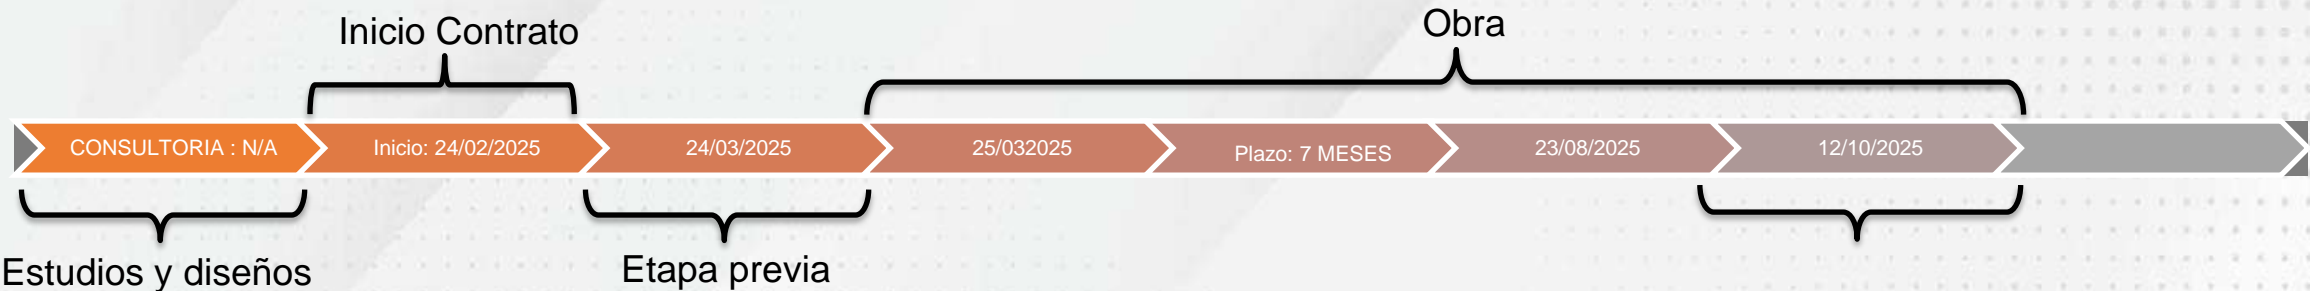 Inicio Contrato
Obra
CONSULTORIA : N/A
Inicio: 24/02/2025
24/03/2025
25/032025
Plazo: 7 MESES
23/08/2025
12/10/2025
Estudios y diseños
Etapa previa